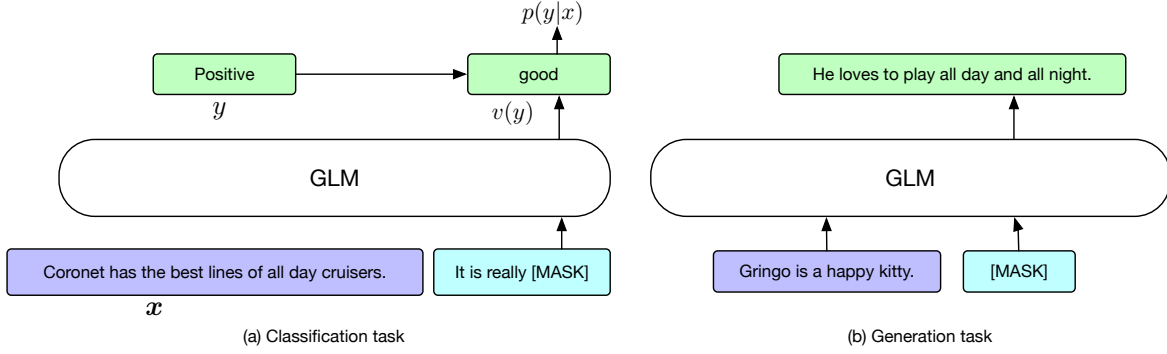 p(y|x)
Positive
good
y
v(y)
GLM
Coronet has the best lines of all day cruisers.
It is really [MASK]
x
(a) Classification task
He loves to play all day and all night.
GLM
Gringo is a happy kitty.
[MASK]
(b) Generation task